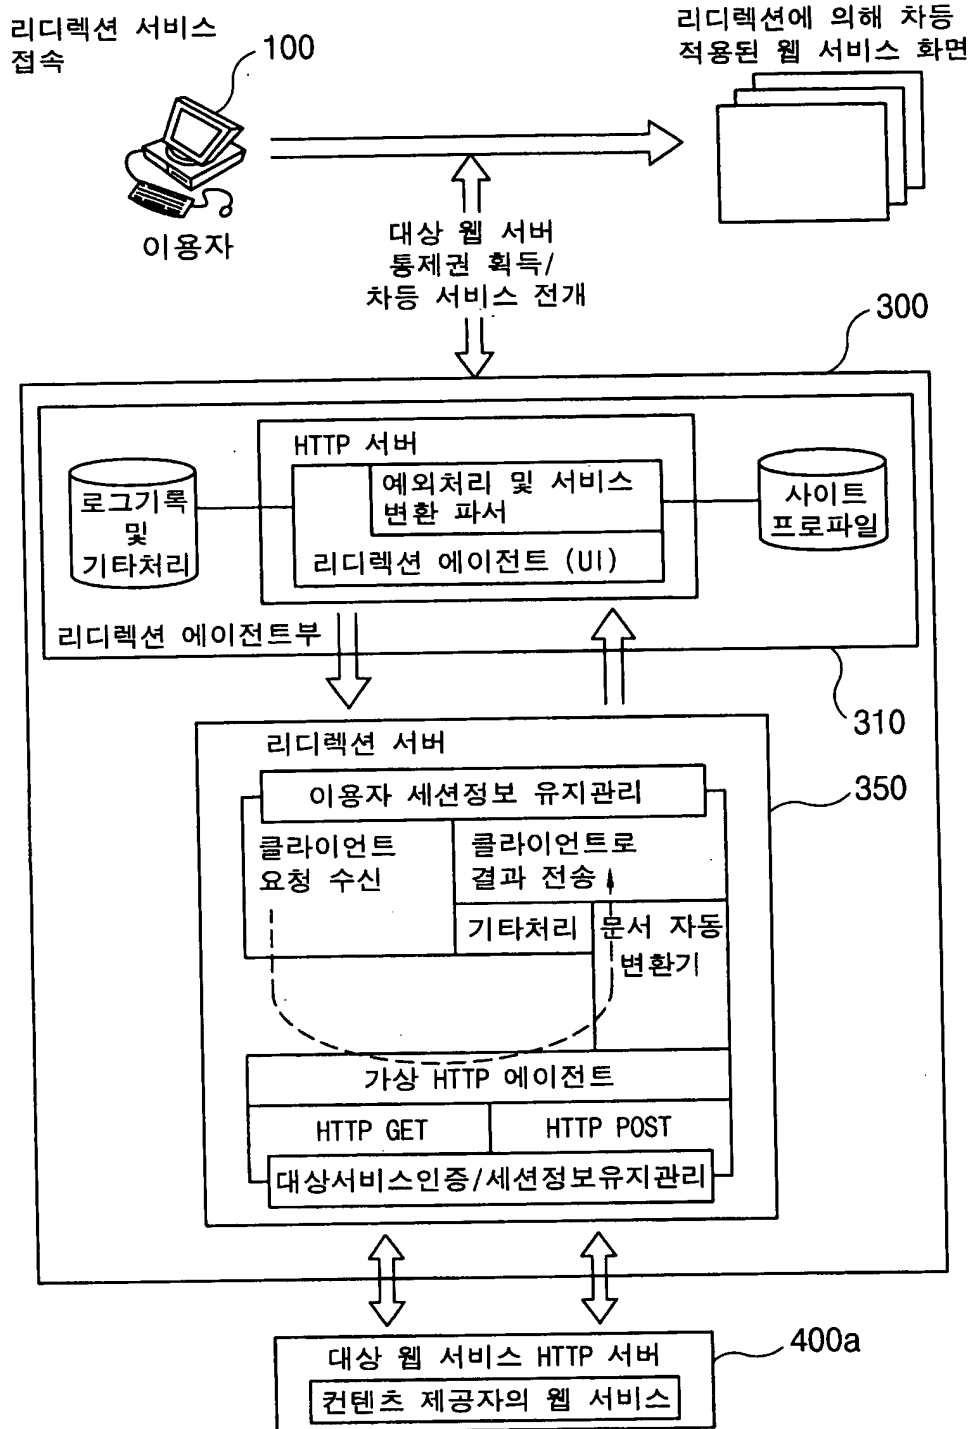 리디렉션 서비스
접속
100
이용자
리디렉션에 의해 차등
적용된 웹 서비스 화면
대상 웹 서버
통제권 획득/
차등 서비스 전개
300
HTTP 서버
예외처리 및 서비스
변환 파서
리디렉션 에이전트 (UI)
로그기록
및
기타처리
사이트
프로파일
리디렉션 에이전트부
310
리디렉션 서버
350
이용자 세션정보 유지관리
클라이언트
요청 수신
클라이언트로
결과 전송
기타처리
문서 자동
변환기
가상 HTTP 에이전트
HTTP GET
HTTP POST
대상서비스인증/세션정보유지관리
대상 웹 서비스 HTTP 서버
400a
컨텐츠 제공자의 웹 서비스